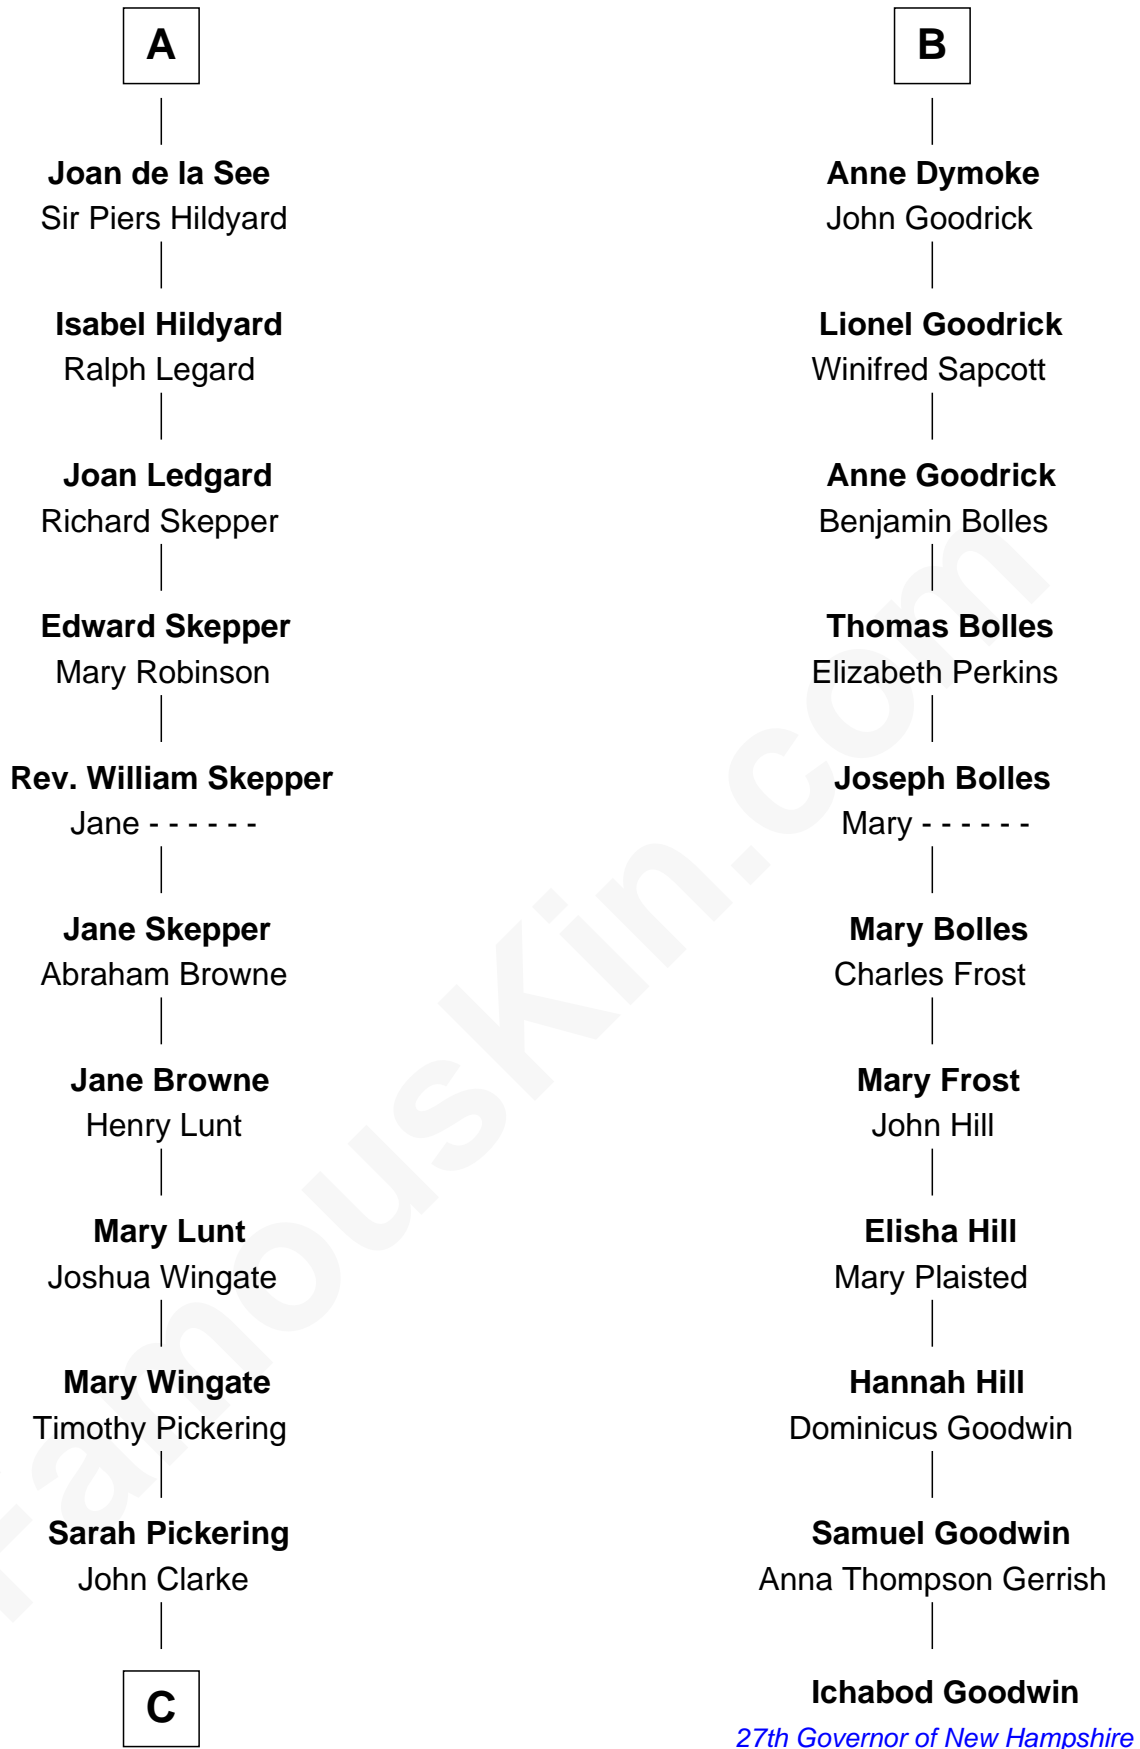 A
Joan de la See
Sir Piers Hildyard
Isabel Hildyard
Ralph Legard
Joan Ledgard
Richard Skepper
Edward Skepper
Mary Robinson
Rev. William Skepper
Jane - - - - - -
Jane Skepper
Abraham Browne
Jane Browne
Henry Lunt
Mary Lunt
Joshua Wingate
Mary Wingate
Timothy Pickering
Sarah Pickering
John Clarke
C
B
Anne Dymoke
John Goodrick
Lionel Goodrick
Winifred Sapcott
Anne Goodrick
Benjamin Bolles
Thomas Bolles
Elizabeth Perkins
Joseph Bolles
Mary - - - - - -
Mary Bolles
Charles Frost
Mary Frost
John Hill
Elisha Hill
Mary Plaisted
Hannah Hill
Dominicus Goodwin
Samuel Goodwin
Anna Thompson Gerrish
Ichabod Goodwin
27th Governor of New Hampshire
FamousKin.com